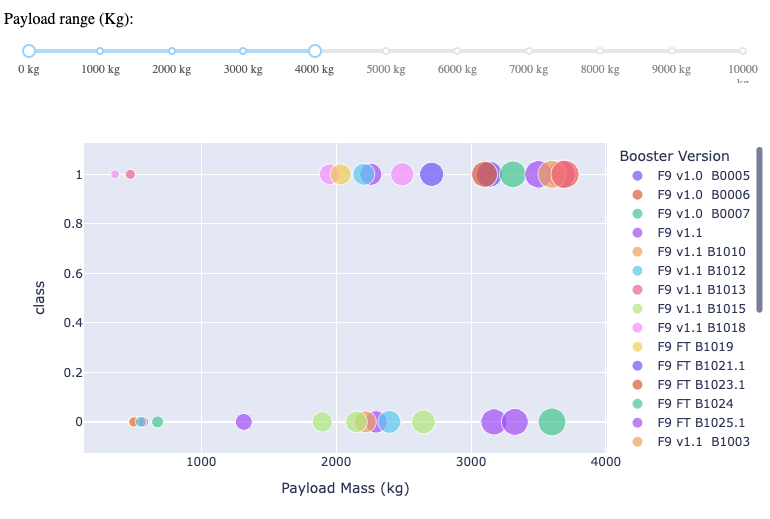 Payload range (Kg):
0 kg 1000 kg 2000 kg 3000 kg 4000 kg 5000 kg 6000 kg 7000 kg 8000 kg 9000 kg 10000
Booster Version
F9 v1.0  B0005
F9 v1.0  B0006
F9 v1.0  B0007
F9 v1.1
F9 v1.1 B1010
F9 v1.1 B1012
F9 v1.1 B1013
F9 v1.1 B1015
F9 v1.1 B1018
F9 FT B1019
F9 FT B1021.1
F9 FT B1023.1
F9 FT B1024
F9 FT B1025.1
F9 v1.1  B1003
1
0.8
0.6
0.4
0.2
0
class
1000 2000 3000 4000
Payload Mass (kg)